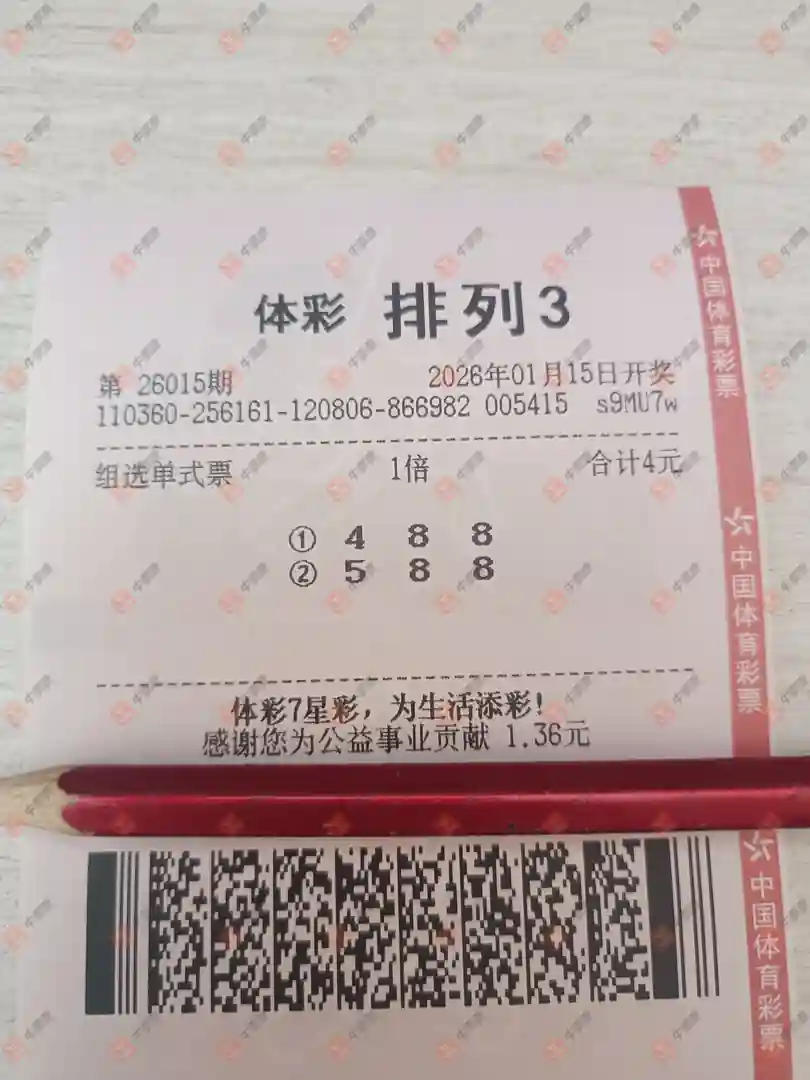 体彩 排列3
第 26015期 2026年01月15日开奖
110360-256161-120806-866982 005415 s9MU7w
组选单式票 1倍 合计4元
① 4 8 8
② 5 8 8
体彩7星彩，为生活添彩！
感谢您为公益事业贡献 1.36元
中国体育彩票
中国体育彩票
中国体育彩票